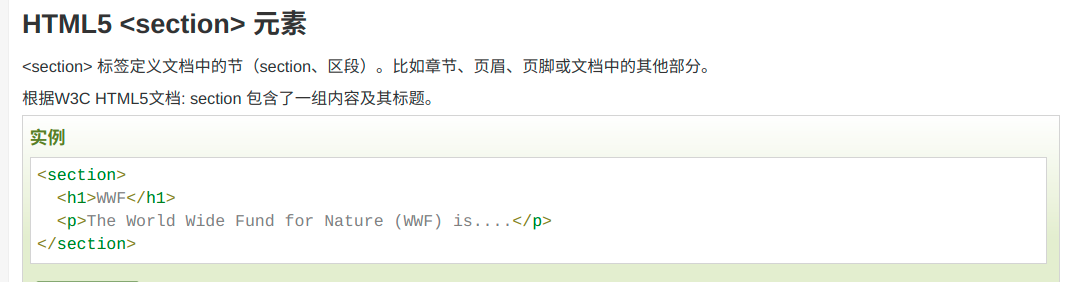 HTML5 <section> 元素
<section> 标签定义文档中的节（section、区段）。比如章节、页眉、页脚或文档中的其他部分。
根据W3C HTML5文档: section 包含了一组内容及其标题。
实例
<section>
  <h1>WWF</h1>
  <p>The World Wide Fund for Nature (WWF) is....</p>
</section>